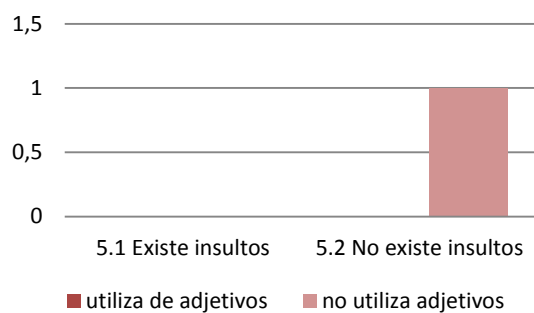 1,5
1
0,5
0
5.1 Existe insultos 5.2 No existe insultos
utiliza de adjetivos no utiliza adjetivos